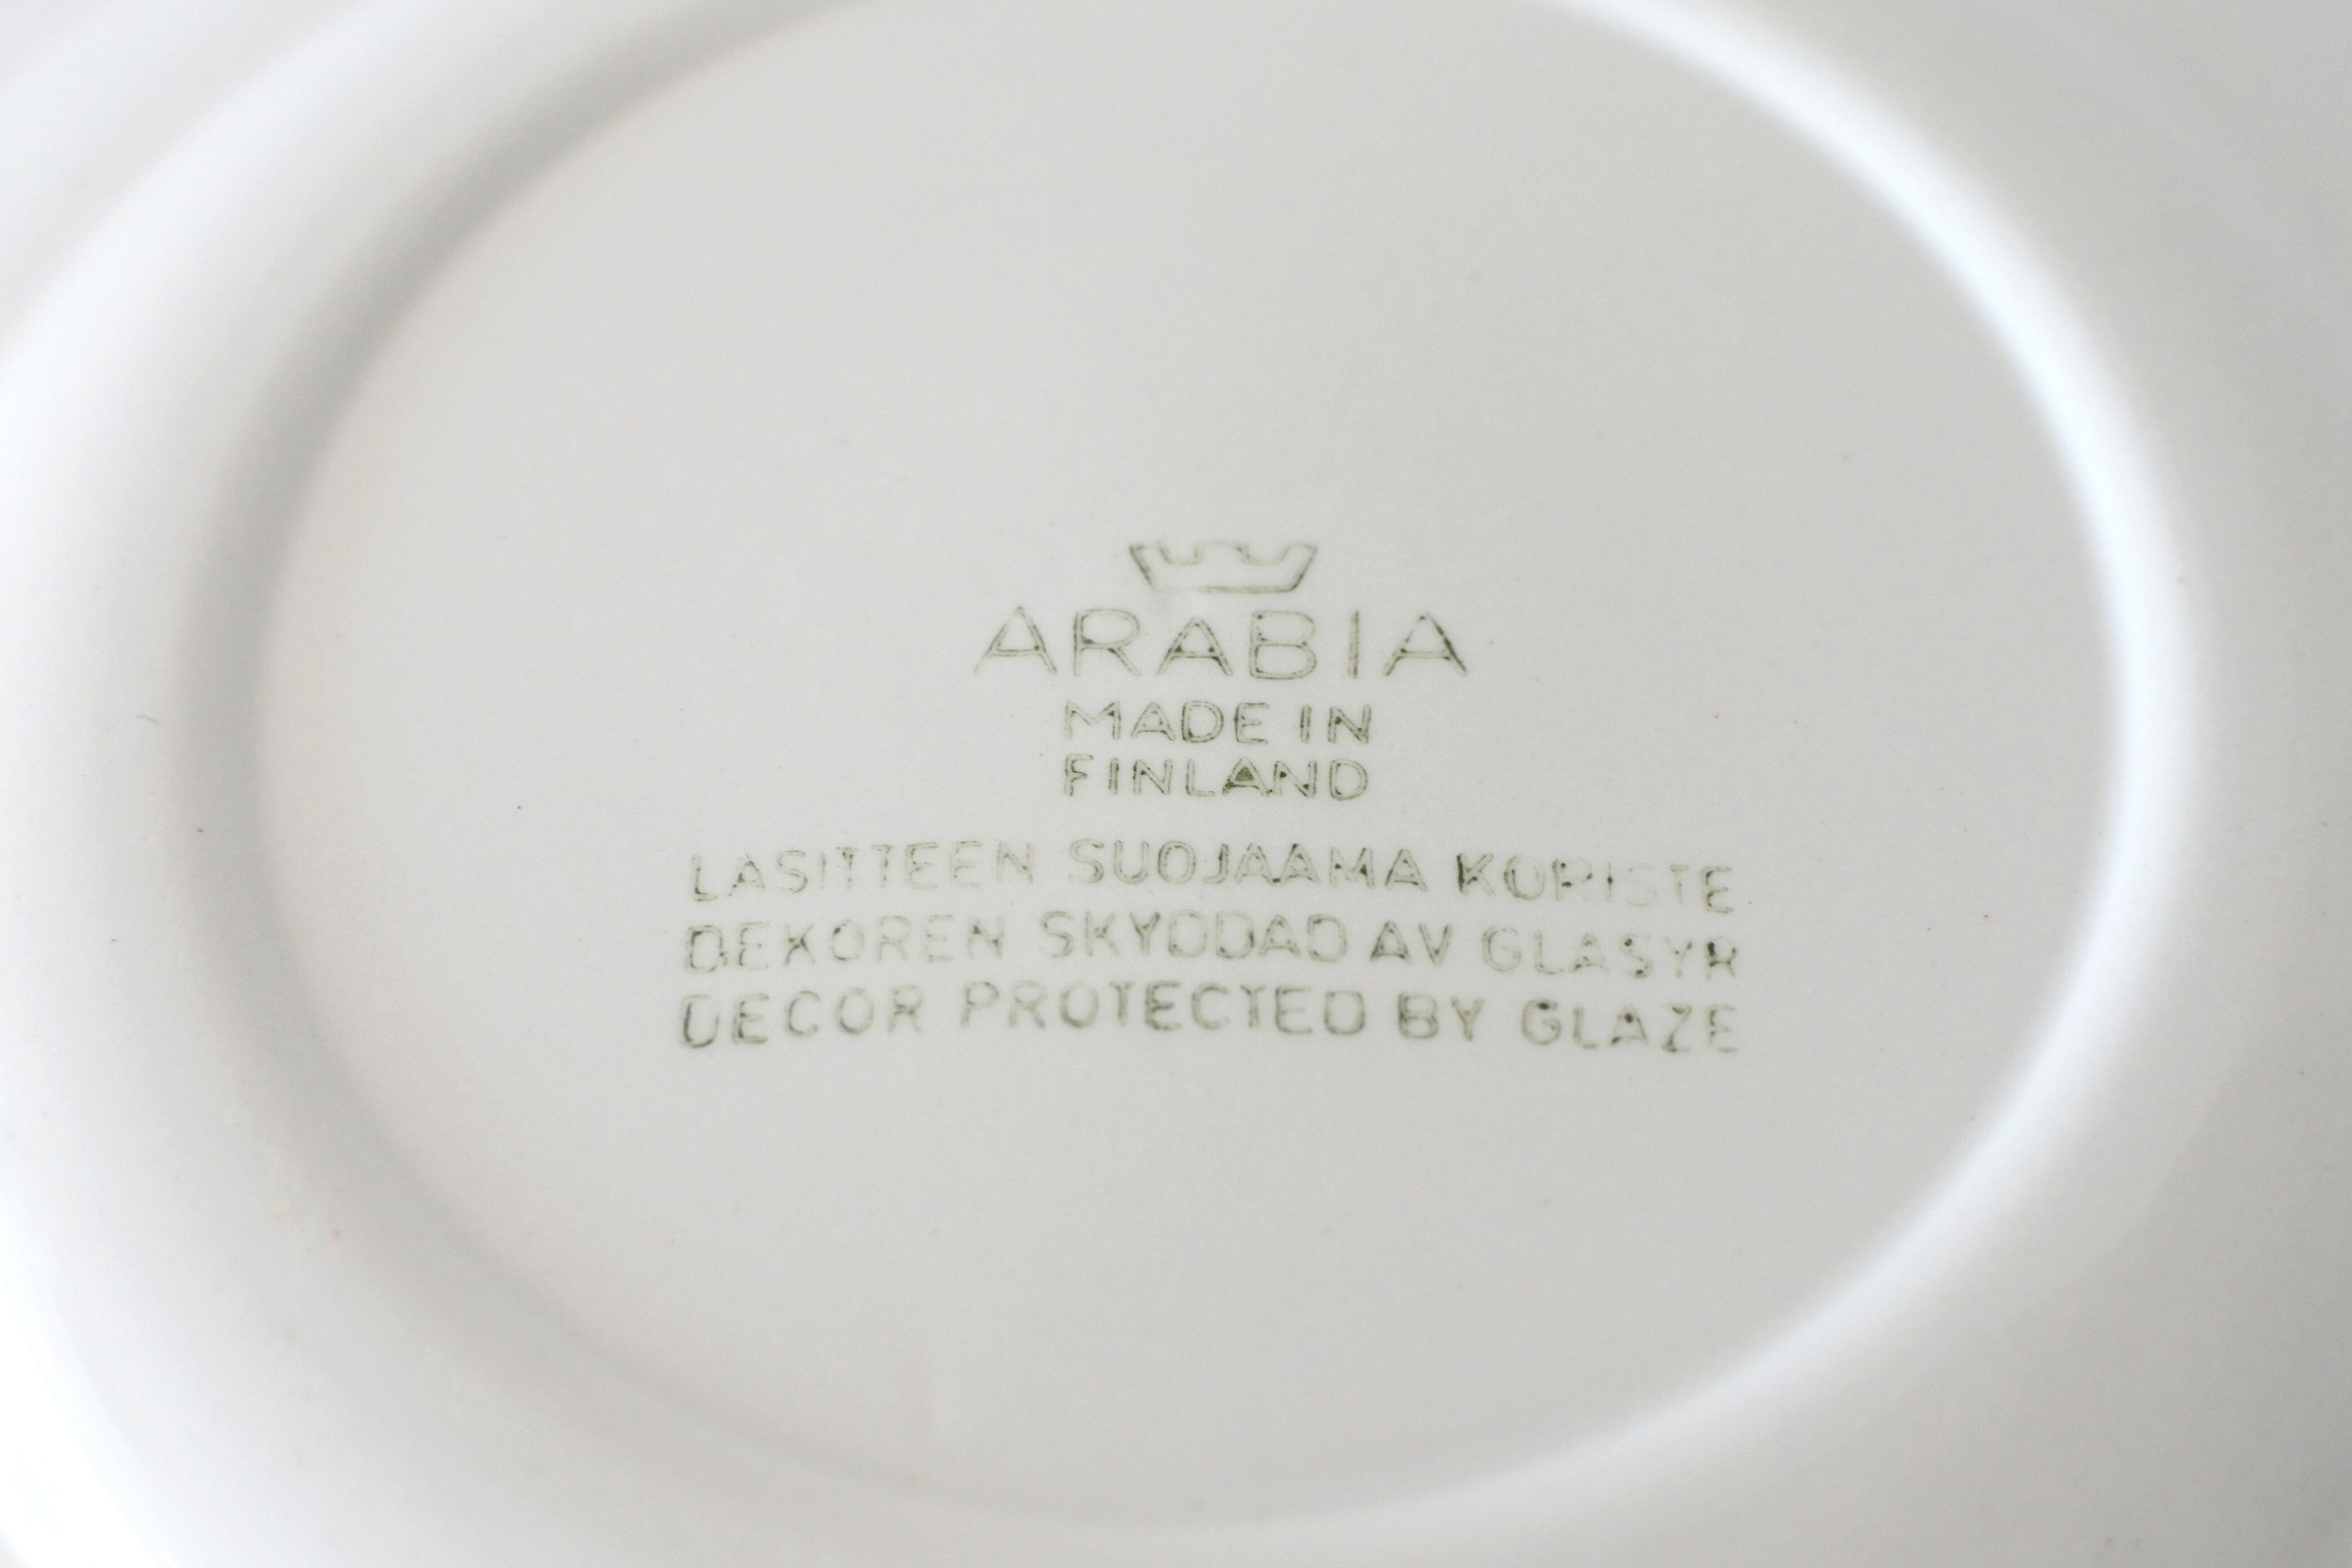 ARABIA
MADE IN
FINLAND
LASITTEEN SUOJAAMA KORISTE
DEKOREN SKYDDAD AV GLASYR
DECOR PROTECTED BY GLAZE